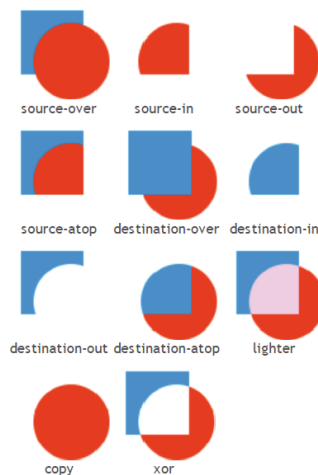 source-over source-in source-out
source-atop destination-over destination-in
destination-out destination-atop lighter
copy xor